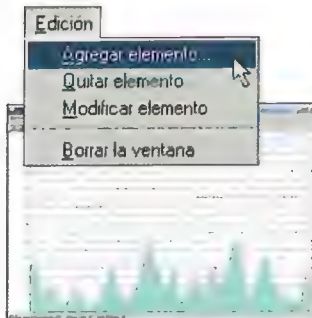 Edición
Agregar elemento...
Quitar elemento
Modificar elemento
Borrar la ventana